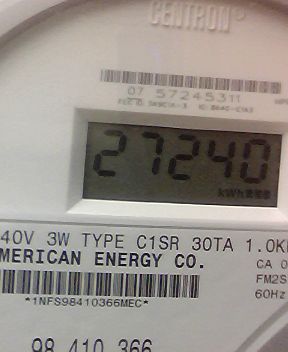 CENTRON®
07 57245311
27240
kWh
40V 3W TYPE C1SR 30TA 1.0K
MERICAN ENERGY CO.
CA 0
FM2S
60Hz
*1NFS98410366MEC*
98 410 366